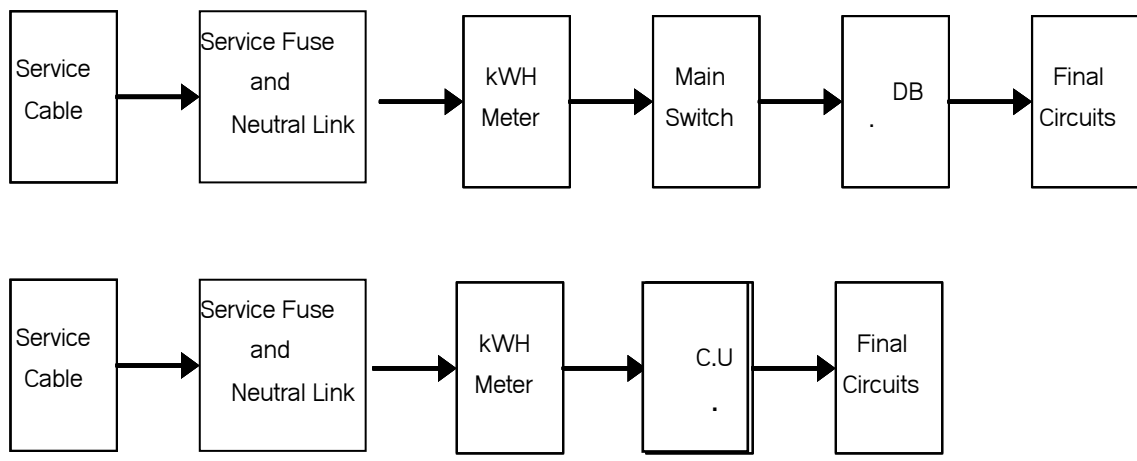 Service
Cable
Service Fuse
and
Neutral Link
kWH
Meter
Main
Switch
DB
.
Final
Circuits
Service
Cable
Service Fuse
and
Neutral Link
kWH
Meter
C.U
.
Final
Circuits